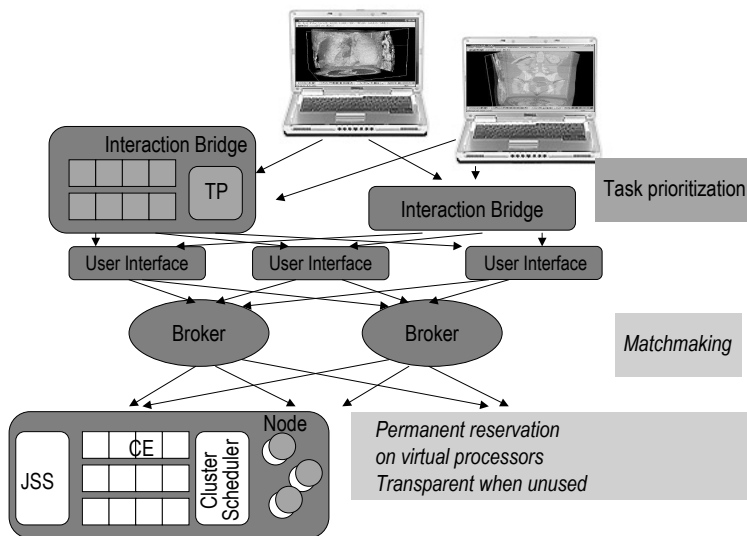 Interaction Bridge
TP
Task prioritization
Interaction Bridge
User Interface
User Interface
User Interface
Broker
Broker
Matchmaking
Node
CE
JSS
Cluster
Scheduler
Permanent reservation
on virtual processors
Transparent when unused